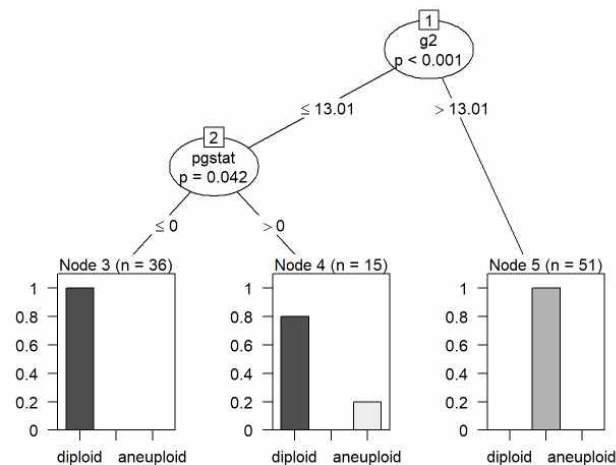 1
g2
p < 0.001
≤ 13.01
> 13.01
2
pgstat
p = 0.042
≤ 0
> 0
Node 3 (n = 36)
1
0.8
0.6
0.4
0.2
0
diploid
aneuploid
Node 4 (n = 15)
1
0.8
0.6
0.4
0.2
0
diploid
aneuploid
Node 5 (n = 51)
1
0.8
0.6
0.4
0.2
0
diploid
aneuploid